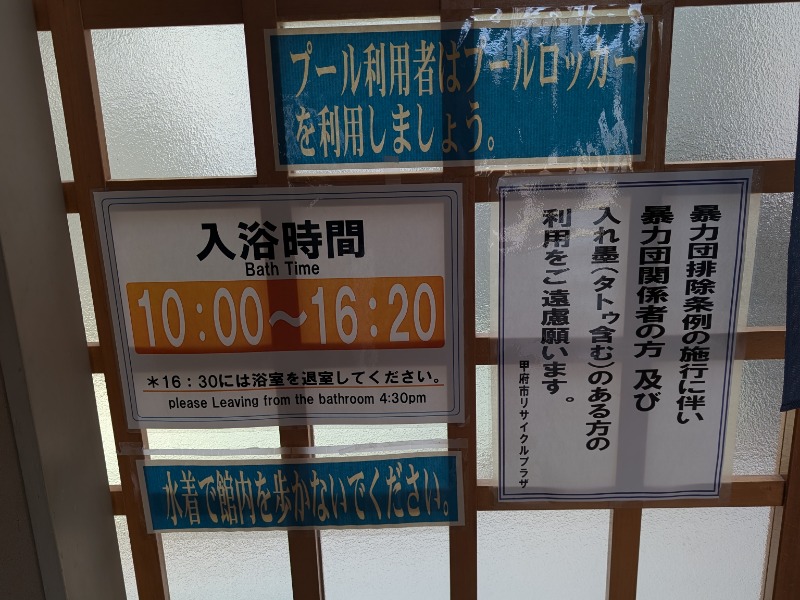 プール利用者はプールロッカー
を利用しましょう。
入浴時間
Bath Time
10:00～16:20
＊16：30には浴室を退室してください。
please Leaving from the bathroom 4:30pm
水着で館内を歩かないでください。
暴力団排除条例の施行に伴い
暴力団関係者の方 及び
入れ墨(タトゥ含む)のある方の
利用をご遠慮願います。
甲府市リサイクルプラザ